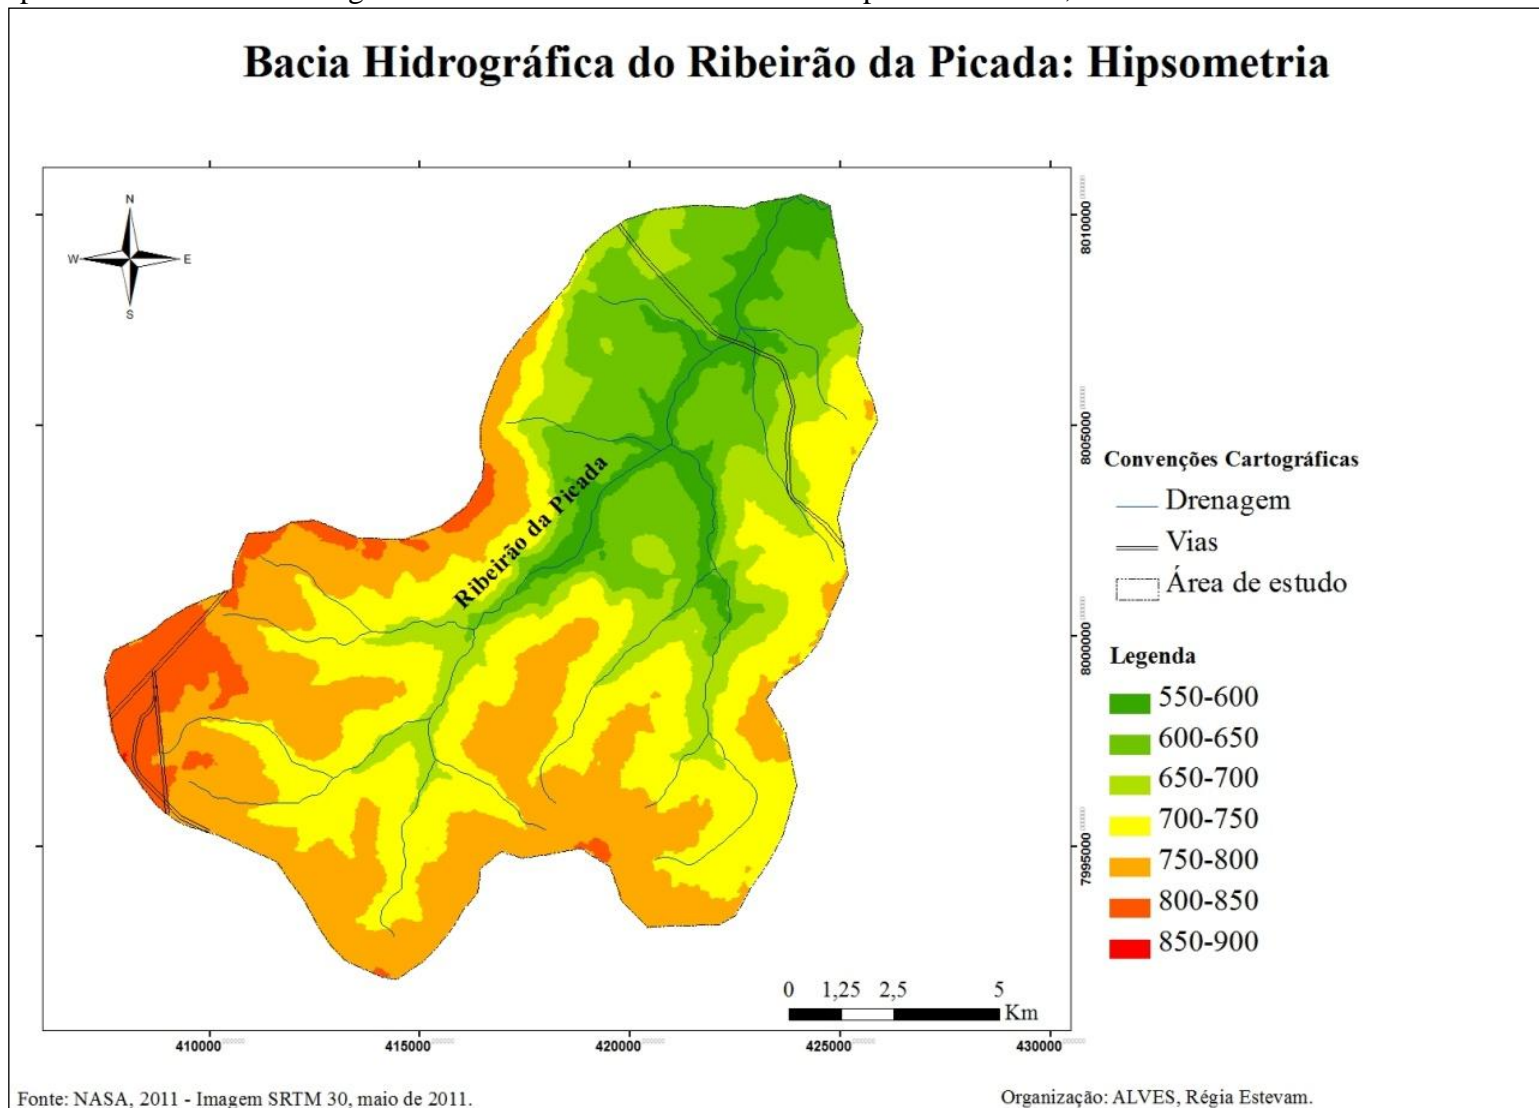 Bacia Hidrográfica do Ribeirão da Picada: Hipsometria
N
W E
S
Ribeirão da Picada
8010000
8005000
8000000
7995000
410000 415000 420000 425000 430000
0 1,25 2,5 5
Km
Convenções Cartográficas
Drenagem
Vias
Área de estudo
Legenda
550-600
600-650
650-700
700-750
750-800
800-850
850-900
Fonte: NASA, 2011 - Imagem SRTM 30, maio de 2011.
Organização: ALVES, Régia Estevam.